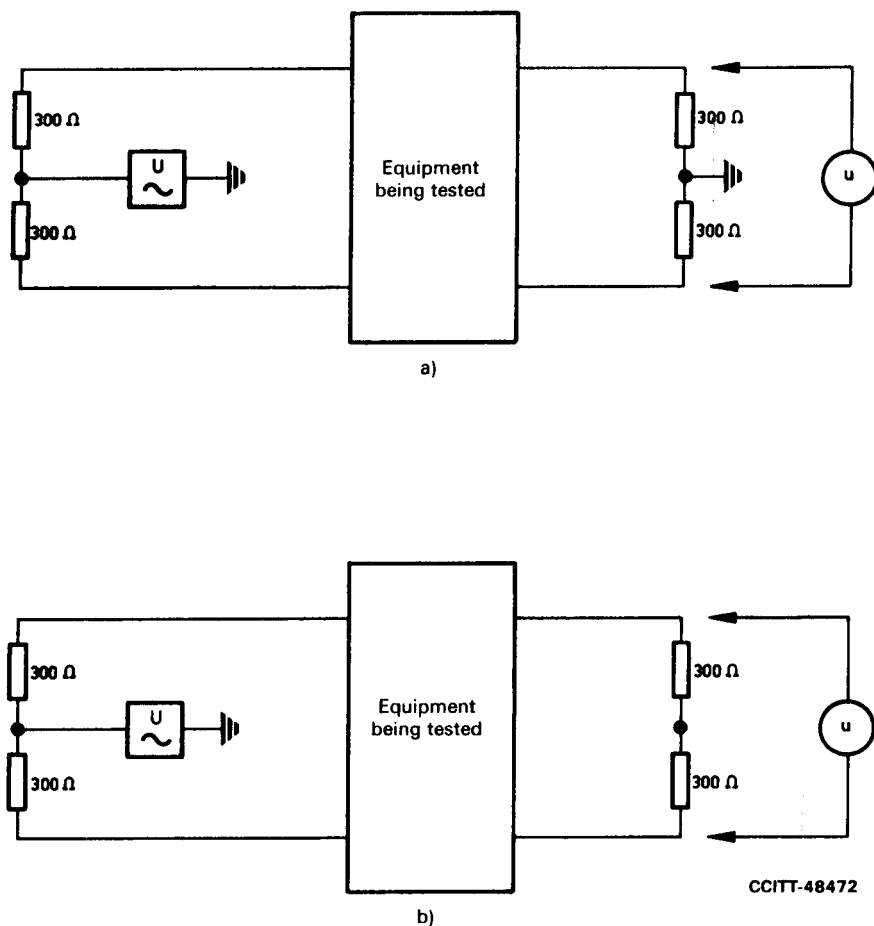 300 Ω
U
300 Ω
Equipment
being tested
300 Ω
300 Ω
u
a)
300 Ω
U
300 Ω
Equipment
being tested
300 Ω
300 Ω
u
CCITT-48472
b)